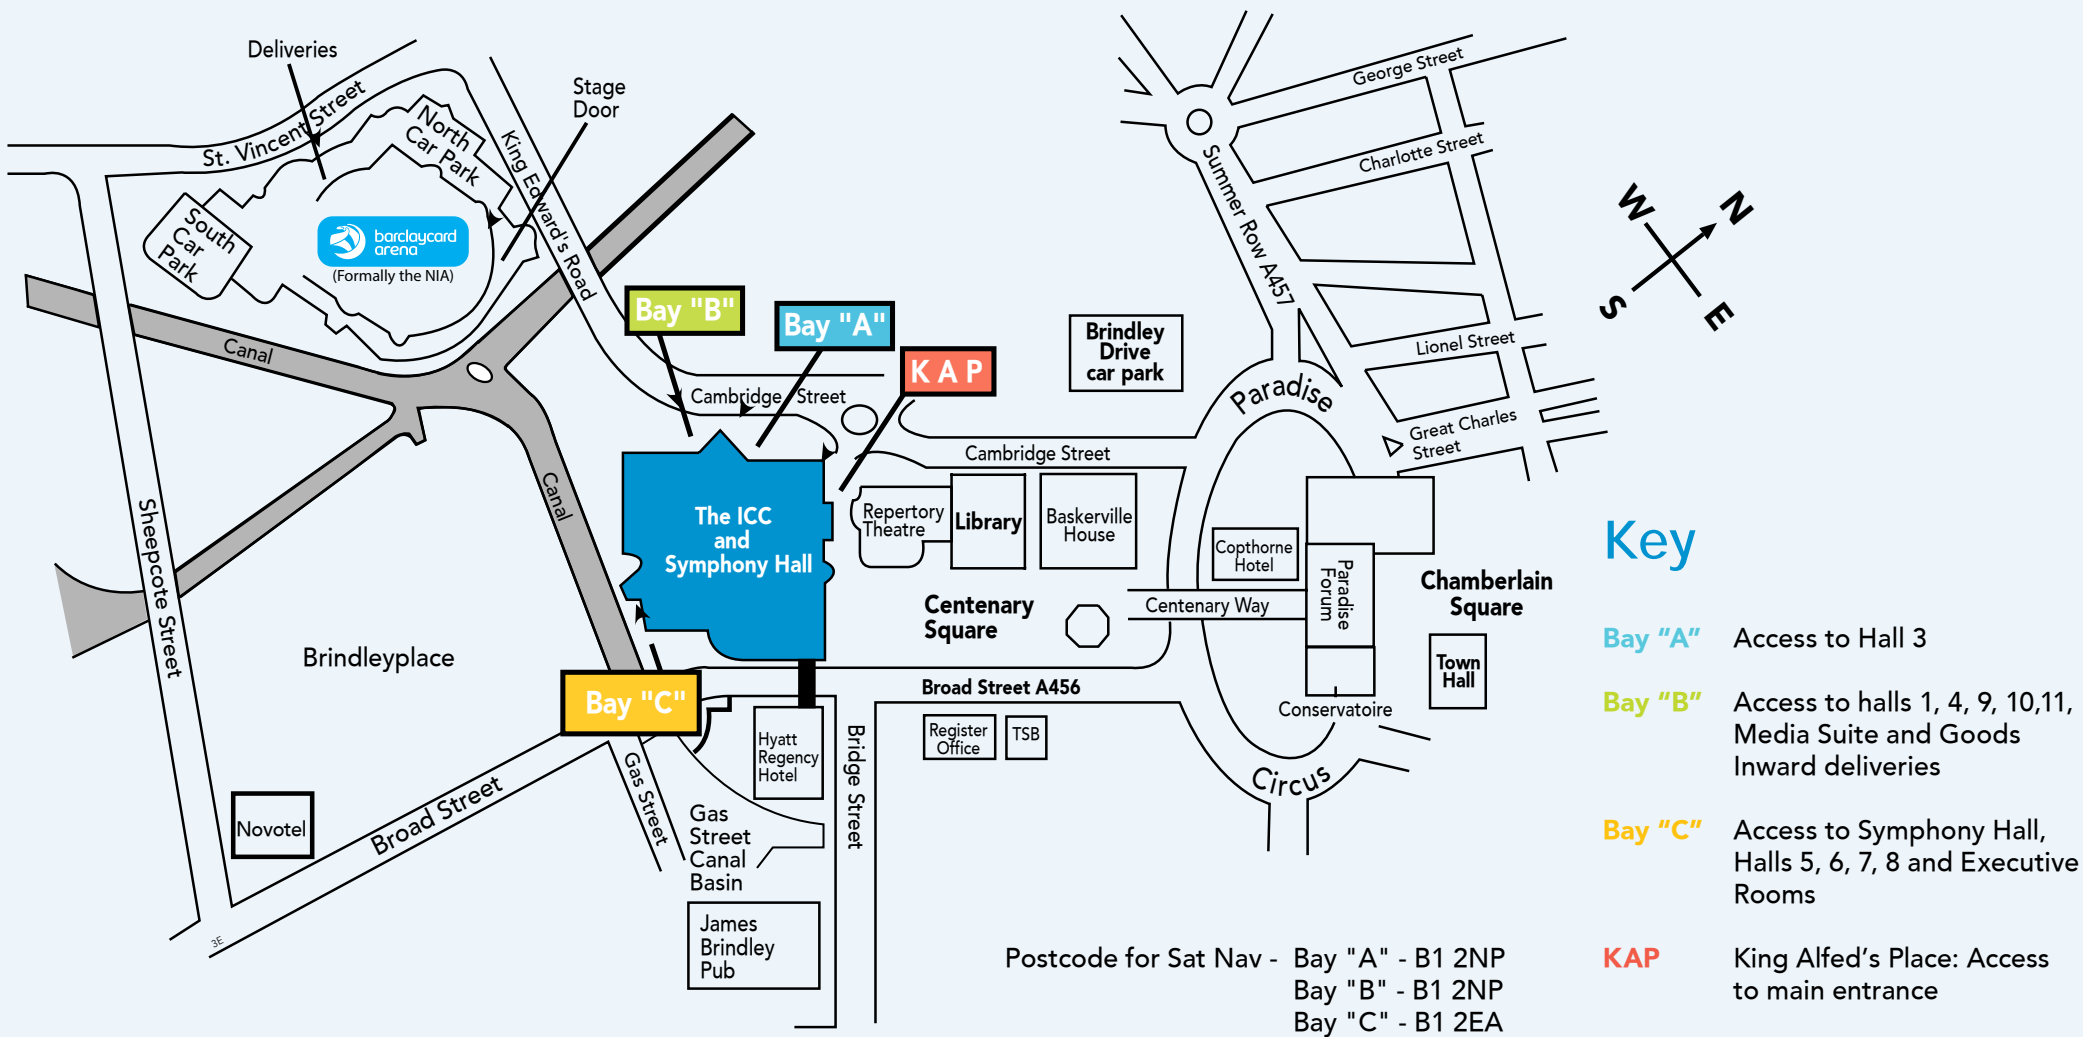 Deliveries
Stage
Door
St. Vincent Street
North
Car Park
King Edward's Road
South
Car
Park
barclaycard
arena
(Formally the NIA)
Bay "B"
Bay "A"
K A P
Canal
Cambridge Street
Brindley
Drive
car park
George Street
Charlotte Street
Summer Row A457
Lionel Street
Great Charles
Street
Paradise
W
N
S
E
Cambridge Street
Canal
Sheepcote Street
The ICC
and
Symphony Hall
Repertory
Theatre
Library
Baskerville
House
Copthorne
Hotel
Paradise
Forum
Chamberlain
Square
Centenary
Square
Centenary Way
Town
Hall
Conservatoire
Brindleyplace
Bay "C"
Broad Street A456
Register
Office
TSB
Hyatt
Regency
Hotel
Bridge Street
Circus
Gas Street
Broad Street
Novotel
Gas
Street
Canal
Basin
James
Brindley
Pub
3E
Key
Bay “A” Access to Hall 3
Bay “B” Access to halls 1, 4, 9, 10,11,
Media Suite and Goods
Inward deliveries
Bay “C” Access to Symphony Hall,
Halls 5, 6, 7, 8 and Executive
Rooms
KAP King Alfed’s Place: Access
to main entrance
Postcode for Sat Nav - Bay "A" - B1 2NP
Bay "B" - B1 2NP
Bay "C" - B1 2EA